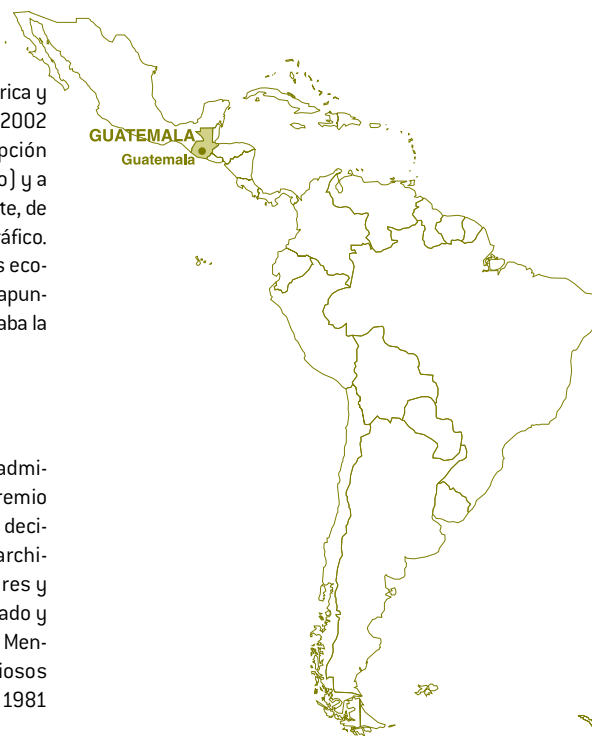 rica y
2002
pción
o) y a
te, de
ráfico.
s eco-
apun-
aba la
admi-
remio
deci-
archi-
res y
ado y
Men-
iosos
1981
GUATEMALA
Guatemala